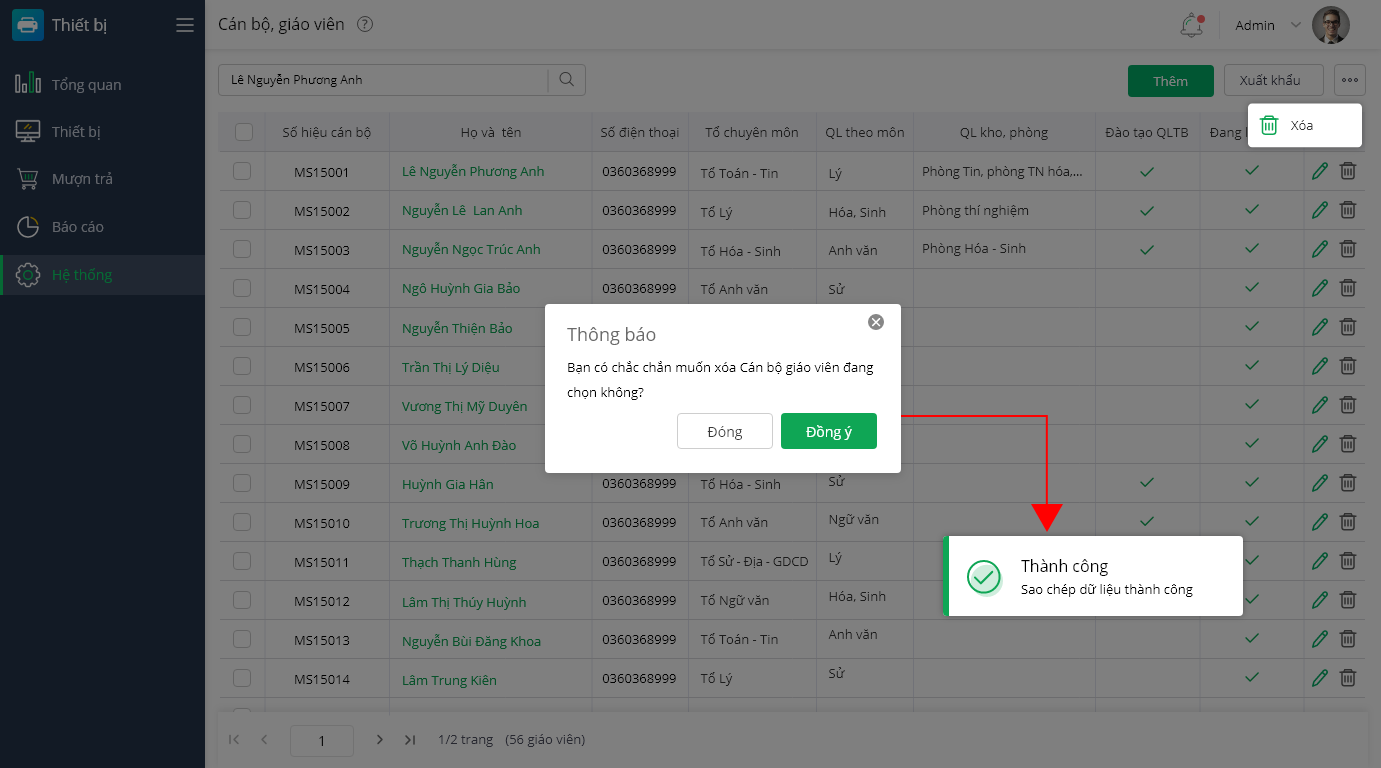 Thiết bị
Cán bộ, giáo viên ?
Admin
Tổng quan
Thiết bị
Mượn trả
Báo cáo
Hệ thống
Lê Nguyễn Phương Anh
Thêm
Xuất khẩu
Xóa
Số hiệu cán bộ Họ và tên Số điện thoại Tổ chuyên môn QL theo môn QL kho, phòng Đào tạo QLTB Đang
MS15001 Lê Nguyễn Phương Anh 0360368999 Tổ Toán - Tin Lý Phòng Tin, phòng TN hóa,...
MS15002 Nguyễn Lê Lan Anh 0360368999 Tổ Lý Hóa, Sinh Phòng thí nghiệm
MS15003 Nguyễn Ngọc Trúc Anh 0360368999 Tổ Hóa - Sinh Anh văn Phòng Hóa - Sinh
MS15004 Ngô Huỳnh Gia Bảo 0360368999 Tổ Anh văn Sử
MS15005 Nguyễn Thiện Bảo
MS15006 Trần Thị Lý Diệu
MS15007 Vương Thị Mỹ Duyên
MS15008 Võ Huỳnh Anh Đào
MS15009 Huỳnh Gia Hân 0360368999 Tổ Hóa - Sinh Sử
MS15010 Trương Thị Huỳnh Hoa 0360368999 Tổ Anh văn Ngữ văn
MS15011 Thạch Thanh Hùng 0360368999 Tổ Sử - Địa - GDCD Lý
MS15012 Lâm Thị Thúy Huỳnh 0360368999 Tổ Ngữ văn Hóa, Sinh
MS15013 Nguyễn Bùi Đăng Khoa 0360368999 Tổ Toán - Tin Anh văn
MS15014 Lâm Trung Kiên 0360368999 Tổ Lý Sử
Thông báo
Bạn có chắc chắn muốn xóa Cán bộ giáo viên đang
chọn không?
Đóng
Đồng ý
Thành công
Sao chép dữ liệu thành công
1
1/2 trang (56 giáo viên)